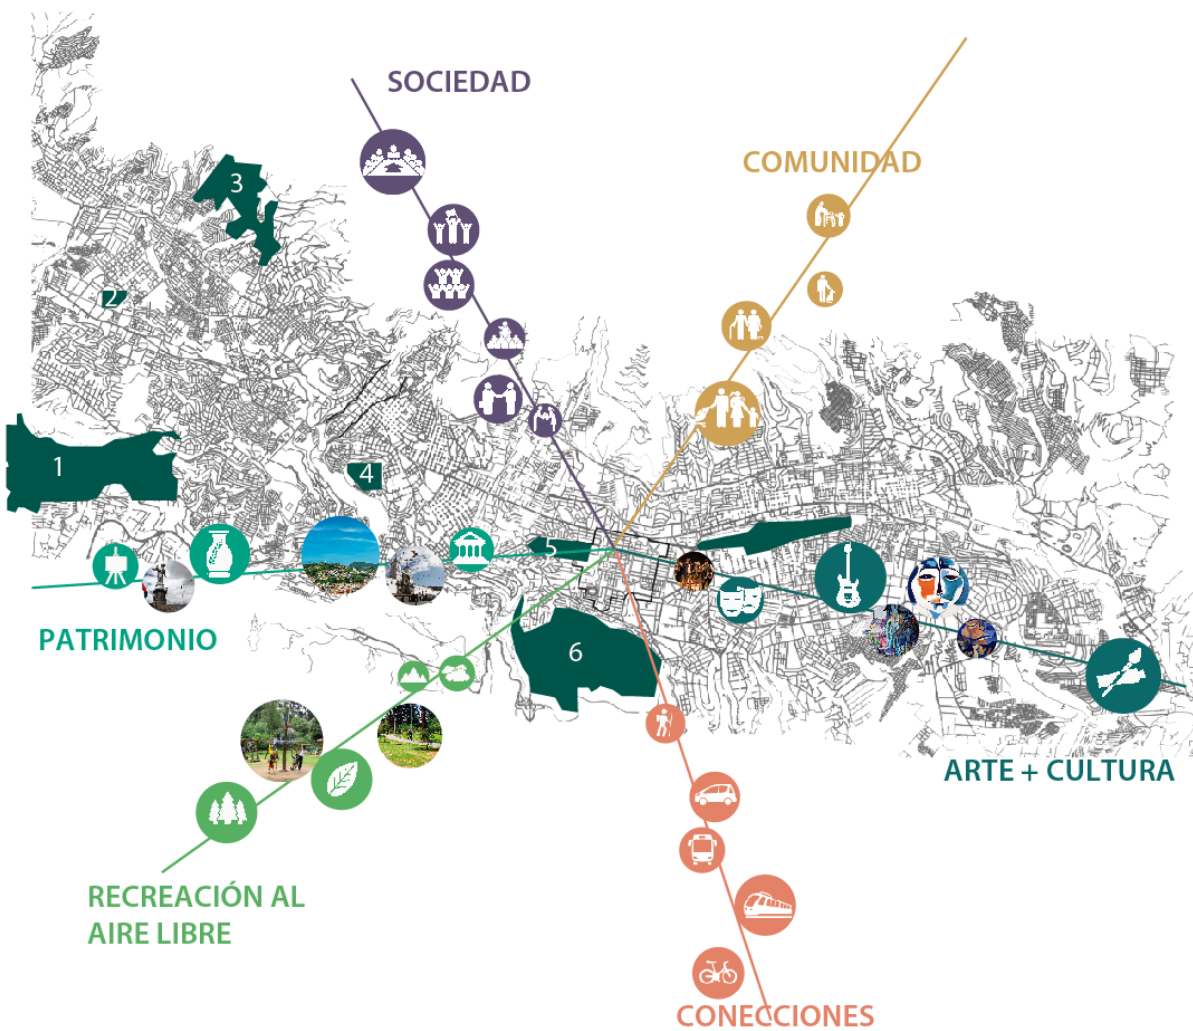 SOCIEDAD
COMUNIDAD
3
2
1
4
5
6
PATRIMONIO
ARTE + CULTURA
RECREACIÓN AL
AIRE LIBRE
CONECCIONES